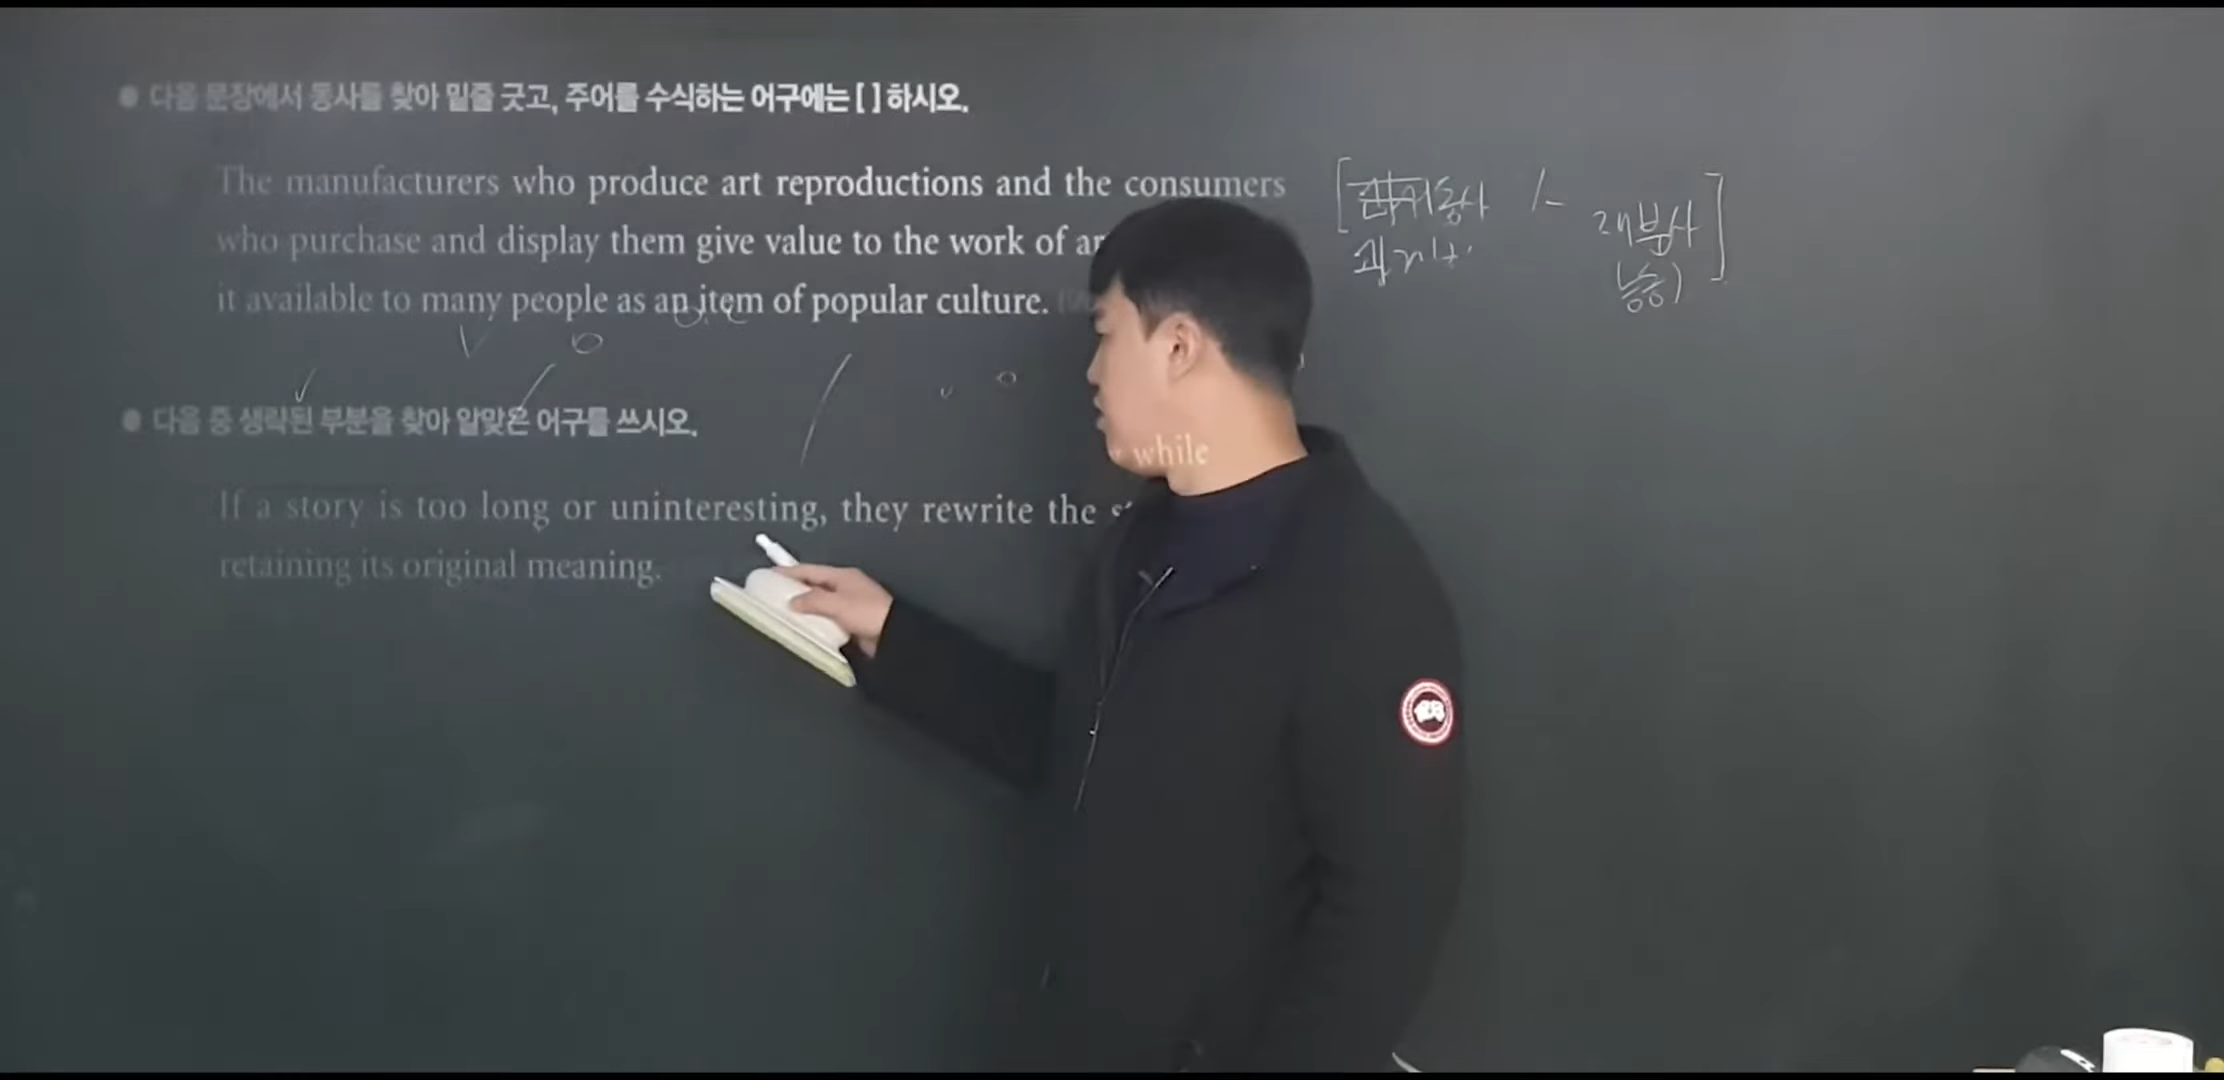 ● 다음 문장에서 동사를 찾아 밑줄 긋고, 주어를 수식하는 어구에는 [ ] 하시오.
The manufacturers who produce art reproductions and the consumers
who purchase and display them give value to the work of
it available to many people as an item of popular culture.
● 다음 중 생략된 부분을 찾아 알맞은 어구를 쓰시오.
while
If a story is too long or uninteresting, they rewrite the
retaining its original meaning.
동사